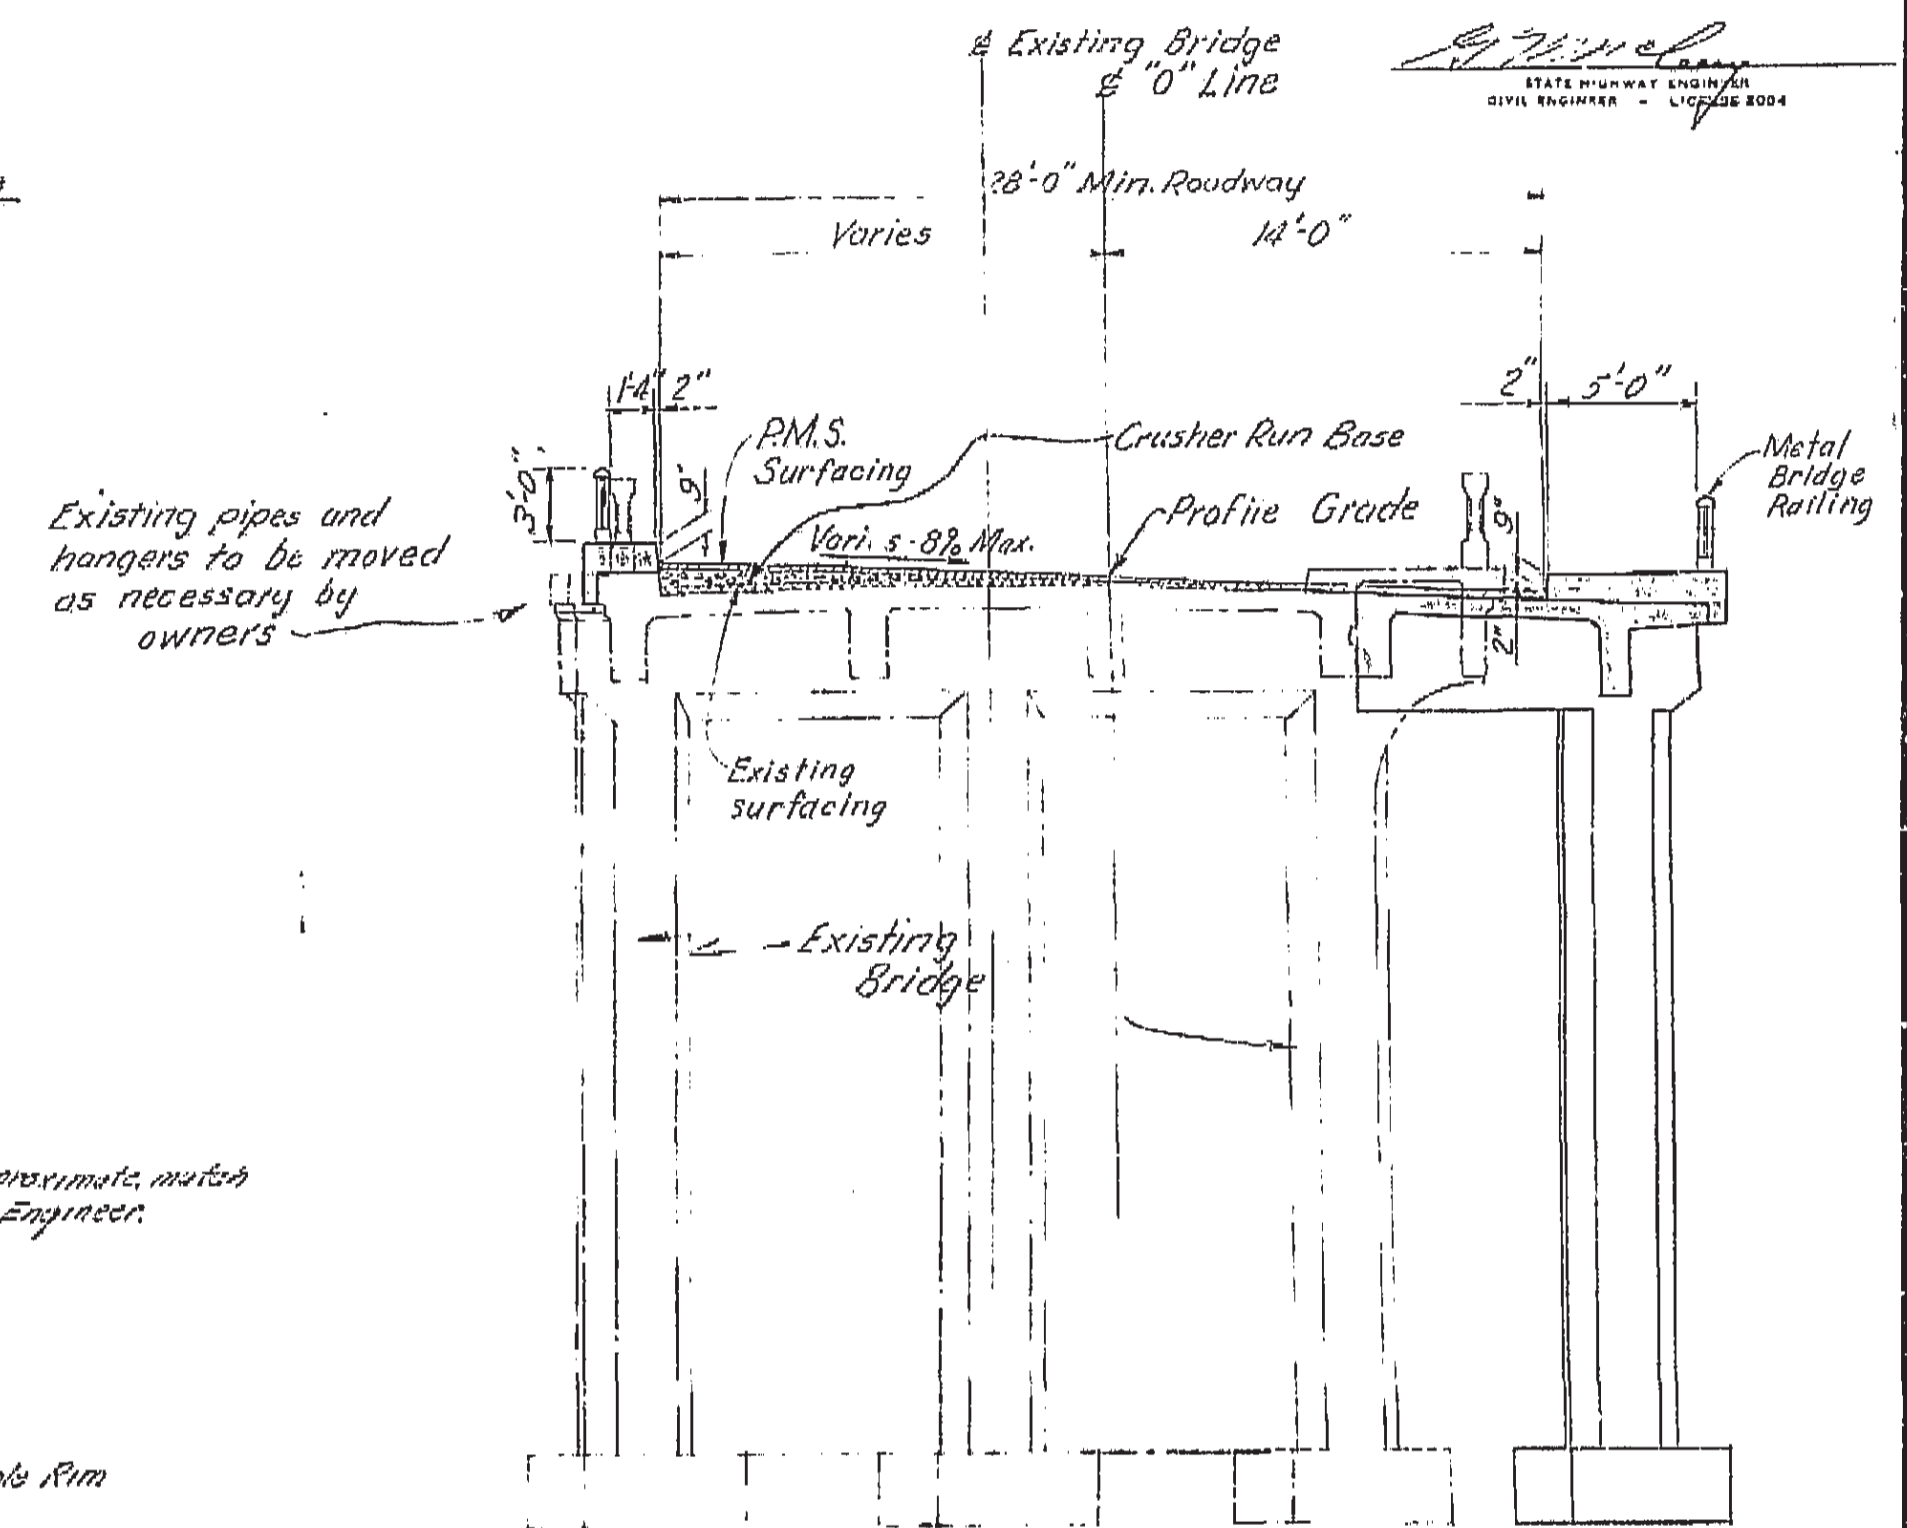 ℄ Existing Bridge
℄ "O" Line
STATE HIGHWAY ENGINEER
CIVIL ENGINEER - LICENSE 2004
28'-0" Min. Roadway
Varies
14'-0"
1'-4"
2"
2"
5'-0"
3'-0"
9"
P.M.S.
Surfacing
Crusher Run Base
Metal
Bridge
Railing
Existing pipes and
hangers to be moved
as necessary by
owners
Profile Grade
9"
Varies - 8% Max.
2"
Existing
surfacing
Existing
Bridge
match
Engineer.
Rim